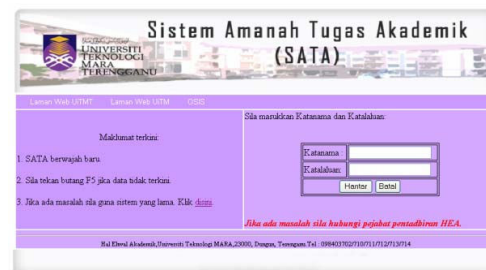 Sistem Amanah Tugas Akademik
(SATA)
UNIVERSITI
TEKNOLOGI
MARA
TERENGGANU
Laman Web UiTMT Laman Web UiTM OSIS
Maklumat terkini:
1. SATA berwajah baru.
2. Sila tekan butang F5 jika data tidak terkini.
3. Jika ada masalah sila guna sistem yang lama. Klik disini.
Sila masukkan Katanama dan Katalaluan:
Katanama :
Katalaluan:
Hantar Batal
Jika ada masalah sila hubungi pejabat pentadbiran HEA.
Hal Ehwal Akademik,Universiti Teknologi MARA,23000, Dungun, Terengganu.Tel : 098403702/710/711/712/713/714